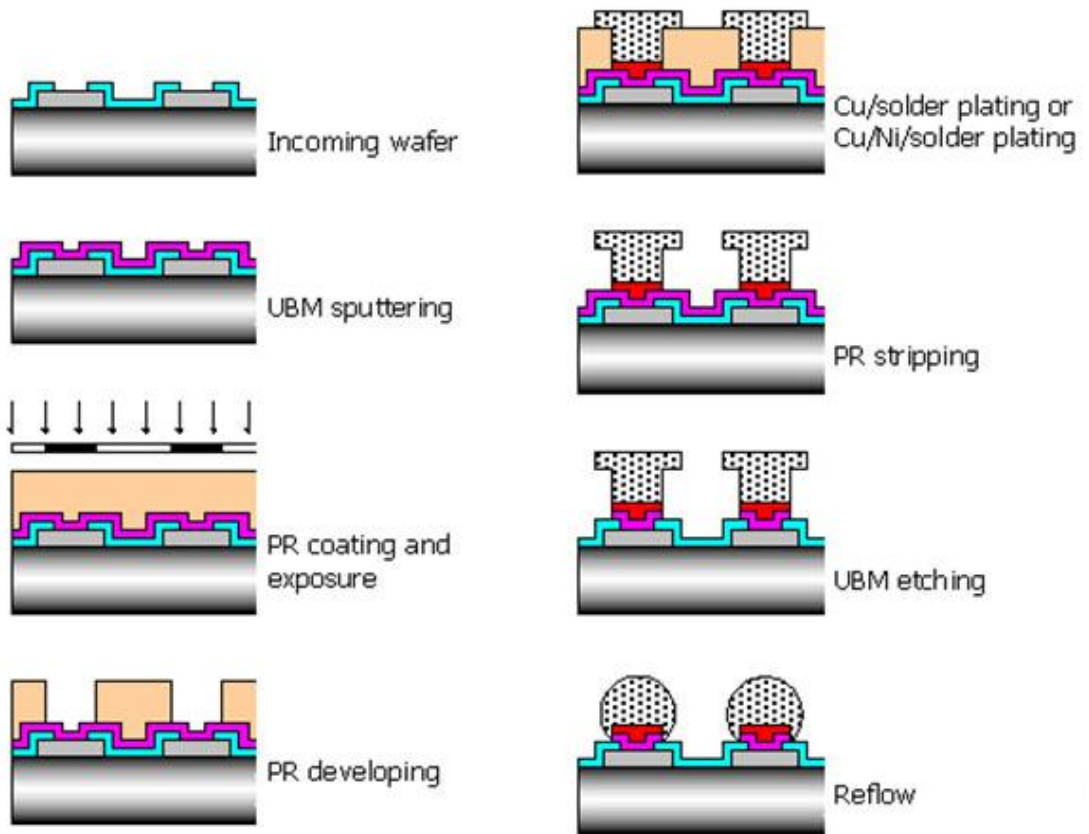 Incoming wafer
UBM sputtering
PR coating and
exposure
PR developing
Cu/solder plating or
Cu/Ni/solder plating
PR stripping
UBM etching
Reflow